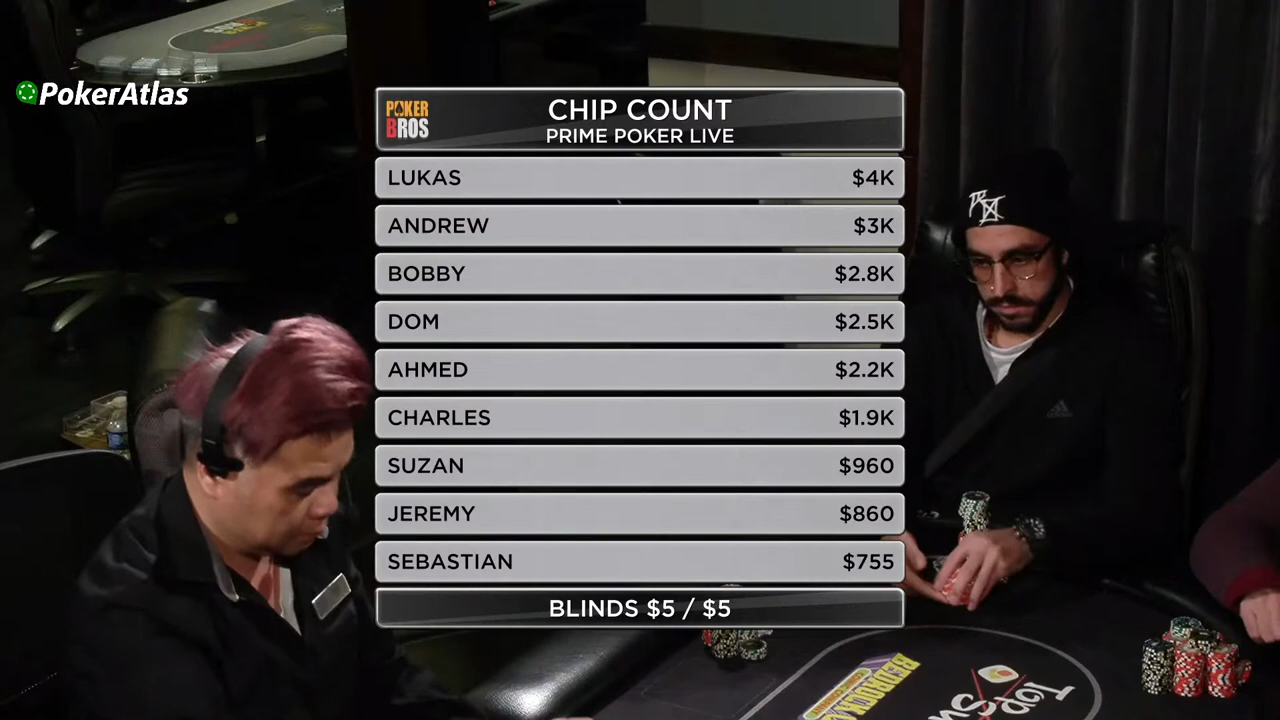 PokerAtlas
POKER
BROS
CHIP COUNT
PRIME POKER LIVE
LUKAS $4K
ANDREW $3K
BOBBY $2.8K
DOM $2.5K
AHMED $2.2K
CHARLES $1.9K
SUZAN $960
JEREMY $860
SEBASTIAN $755
BLINDS $5 / $5